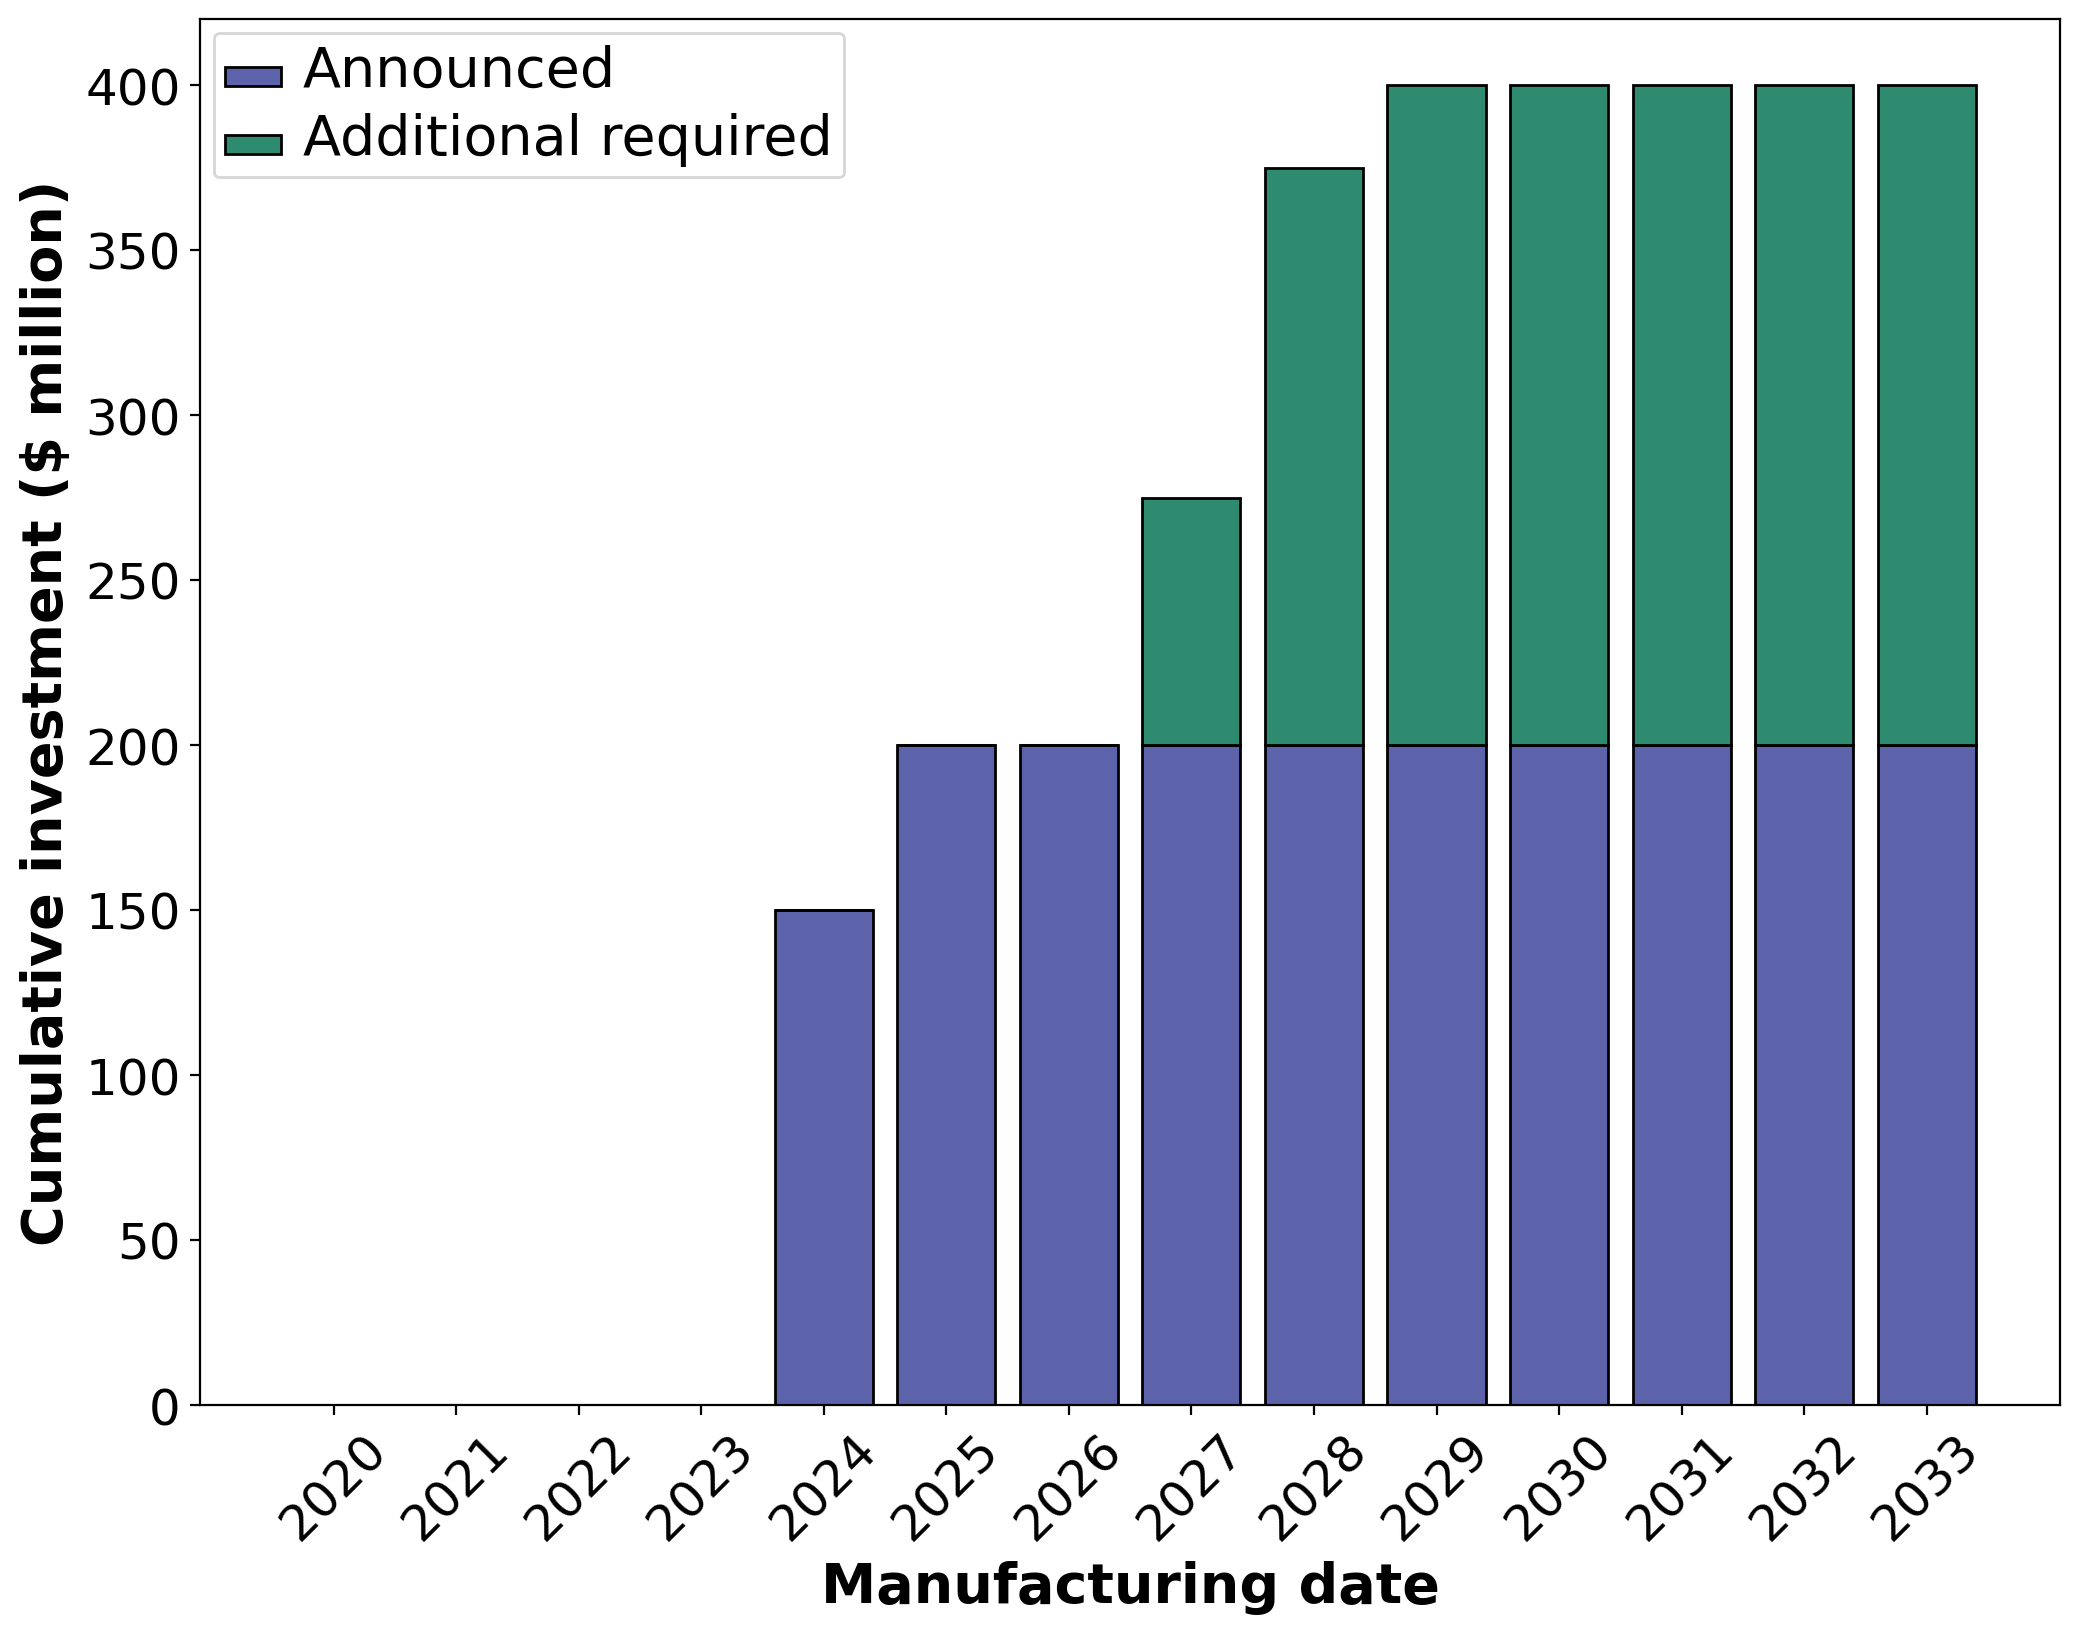 Announced
Additional required
Cumulative investment ($ million)
400
350
300
250
200
150
100
50
0
2020 2021 2022 2023 2024 2025 2026 2027 2028 2029 2030 2031 2032 2033
Manufacturing date